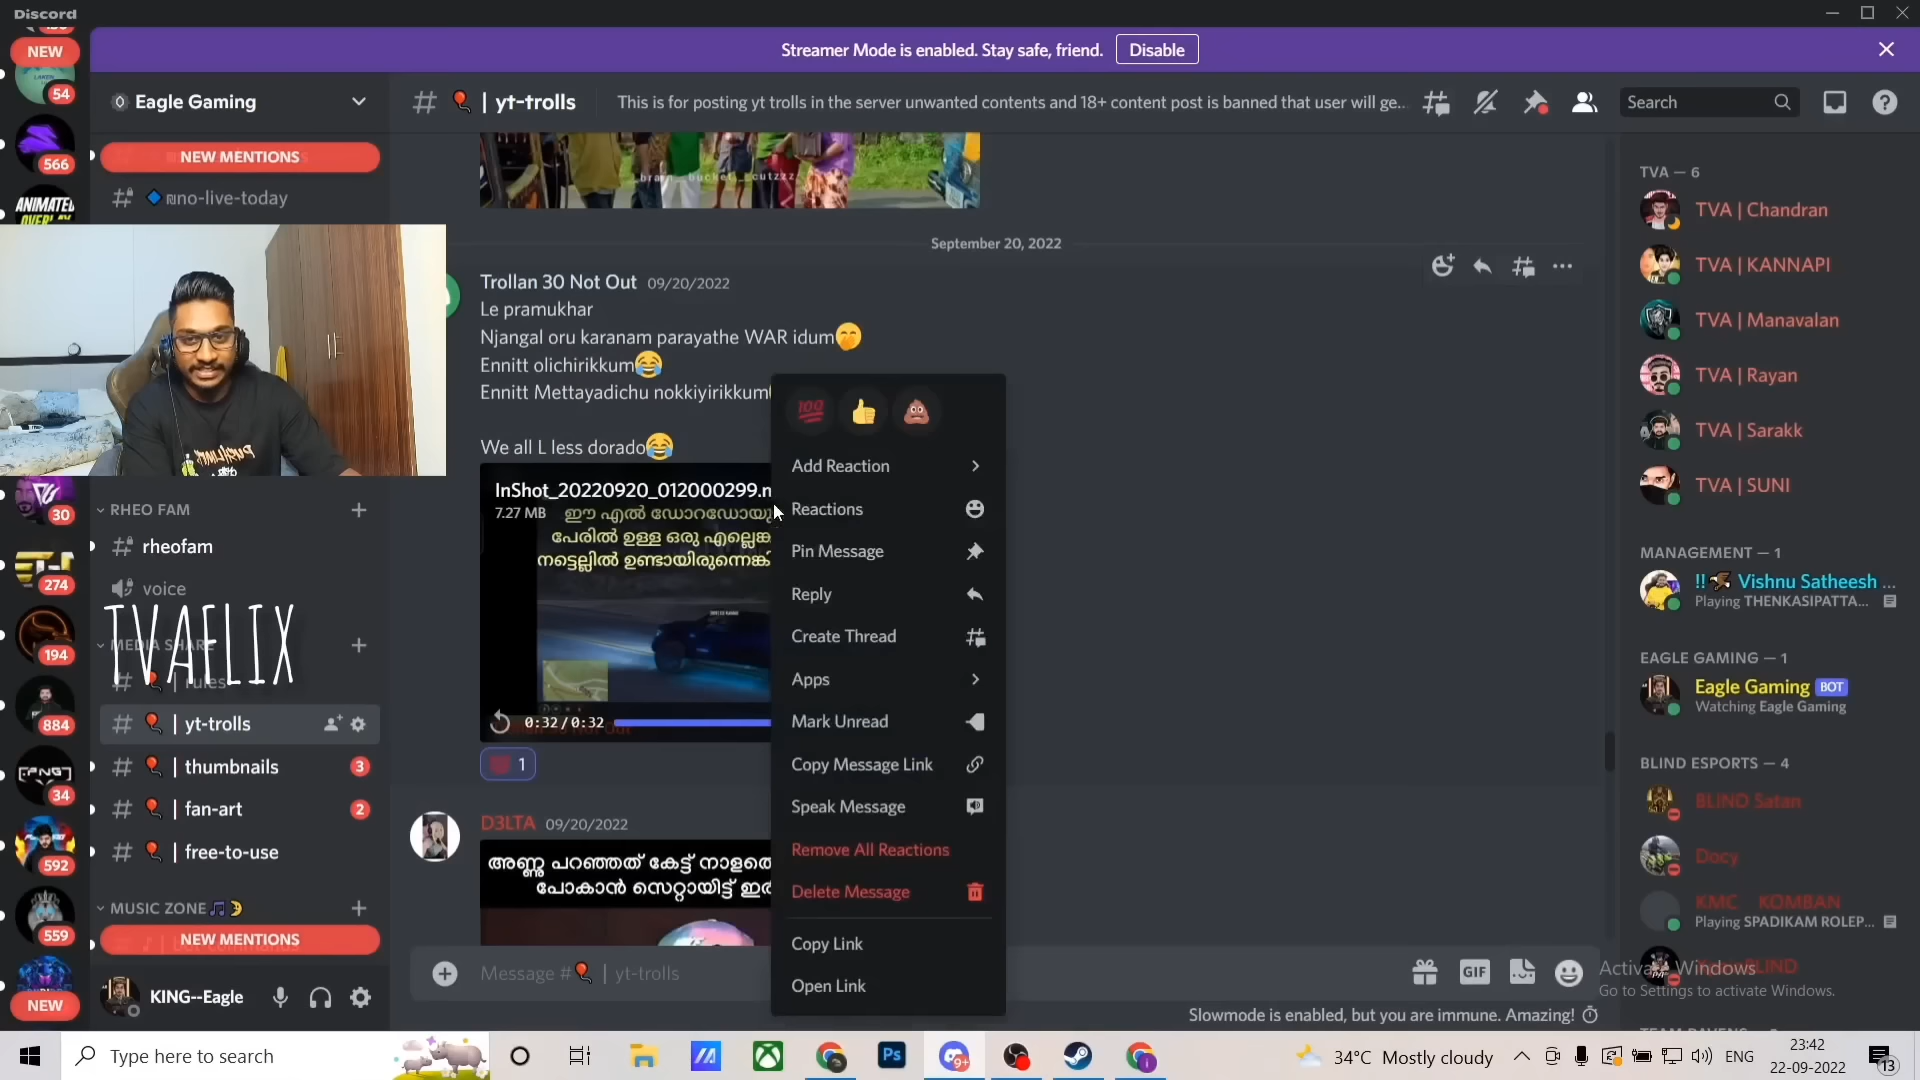 Discord
NEW
Streamer Mode is enabled. Stay safe, friend.
Disable
54
566
ANIMATED
Eagle Gaming
NEW MENTIONS
no-live-today
| yt-trolls
This is for posting yt trolls in the server unwanted contents and 18+ content post is banned that user will ge...
Search
September 20, 2022
Trollan 30 Not Out 09/20/2022
Le pramukhar
Njangal oru karanam parayathe WAR idum🤭
Ennitt olichirikkum😂
Ennitt Mettayadichu nokkiyirikkum
We all L less dorado😂
InShot_20220920_012000299.m
7.27 MB
ഈ എൽ ഡോറഡോയു
പേരിൽ ഉള്ള ഒരു എല്ലെങ്ക
നട്ടെല്ലിൽ ഉണ്ടായിരുന്നെങ്കി
0:32/0:32
1
D3LTA 09/20/2022
അണ്ണു പറഞ്ഞത് കേട്ട് നാളത്തെ
പോകാൻ സെറ്റായിട്ട് ഇരി
Message #🎈 | yt-trolls
GIF
Slowmode is enabled, but you are immune. Amazing!
Add Reaction
Reactions
Pin Message
Reply
Create Thread
Apps
Mark Unread
Copy Message Link
Speak Message
Remove All Reactions
Delete Message
Copy Link
Open Link
30
274
194
884
34
592
559
NEW
RHEO FAM
rheofam
voice
TVAFLIX
MEDIA SHARE
| rules
| yt-trolls
| thumbnails 3
| fan-art 2
| free-to-use
MUSIC ZONE
NEW MENTIONS
KING--Eagle
TVA — 6
TVA | Chandran
TVA | KANNAPI
TVA | Manavalan
TVA | Rayan
TVA | Sarakk
TVA | SUNI
MANAGEMENT — 1
!! Vishnu Satheesh ...
Playing THENKASIPATTA...
EAGLE GAMING — 1
Eagle Gaming BOT
Watching Eagle Gaming
BLIND ESPORTS — 4
BLIND Satan
Docy
KMC KOMBAN
Playing SPADIKAM ROLEP...
Activate Windows
Go to Settings to activate Windows.
Type here to search
Ps
9+
34°C Mostly cloudy
ENG
23:42
22-09-2022
13